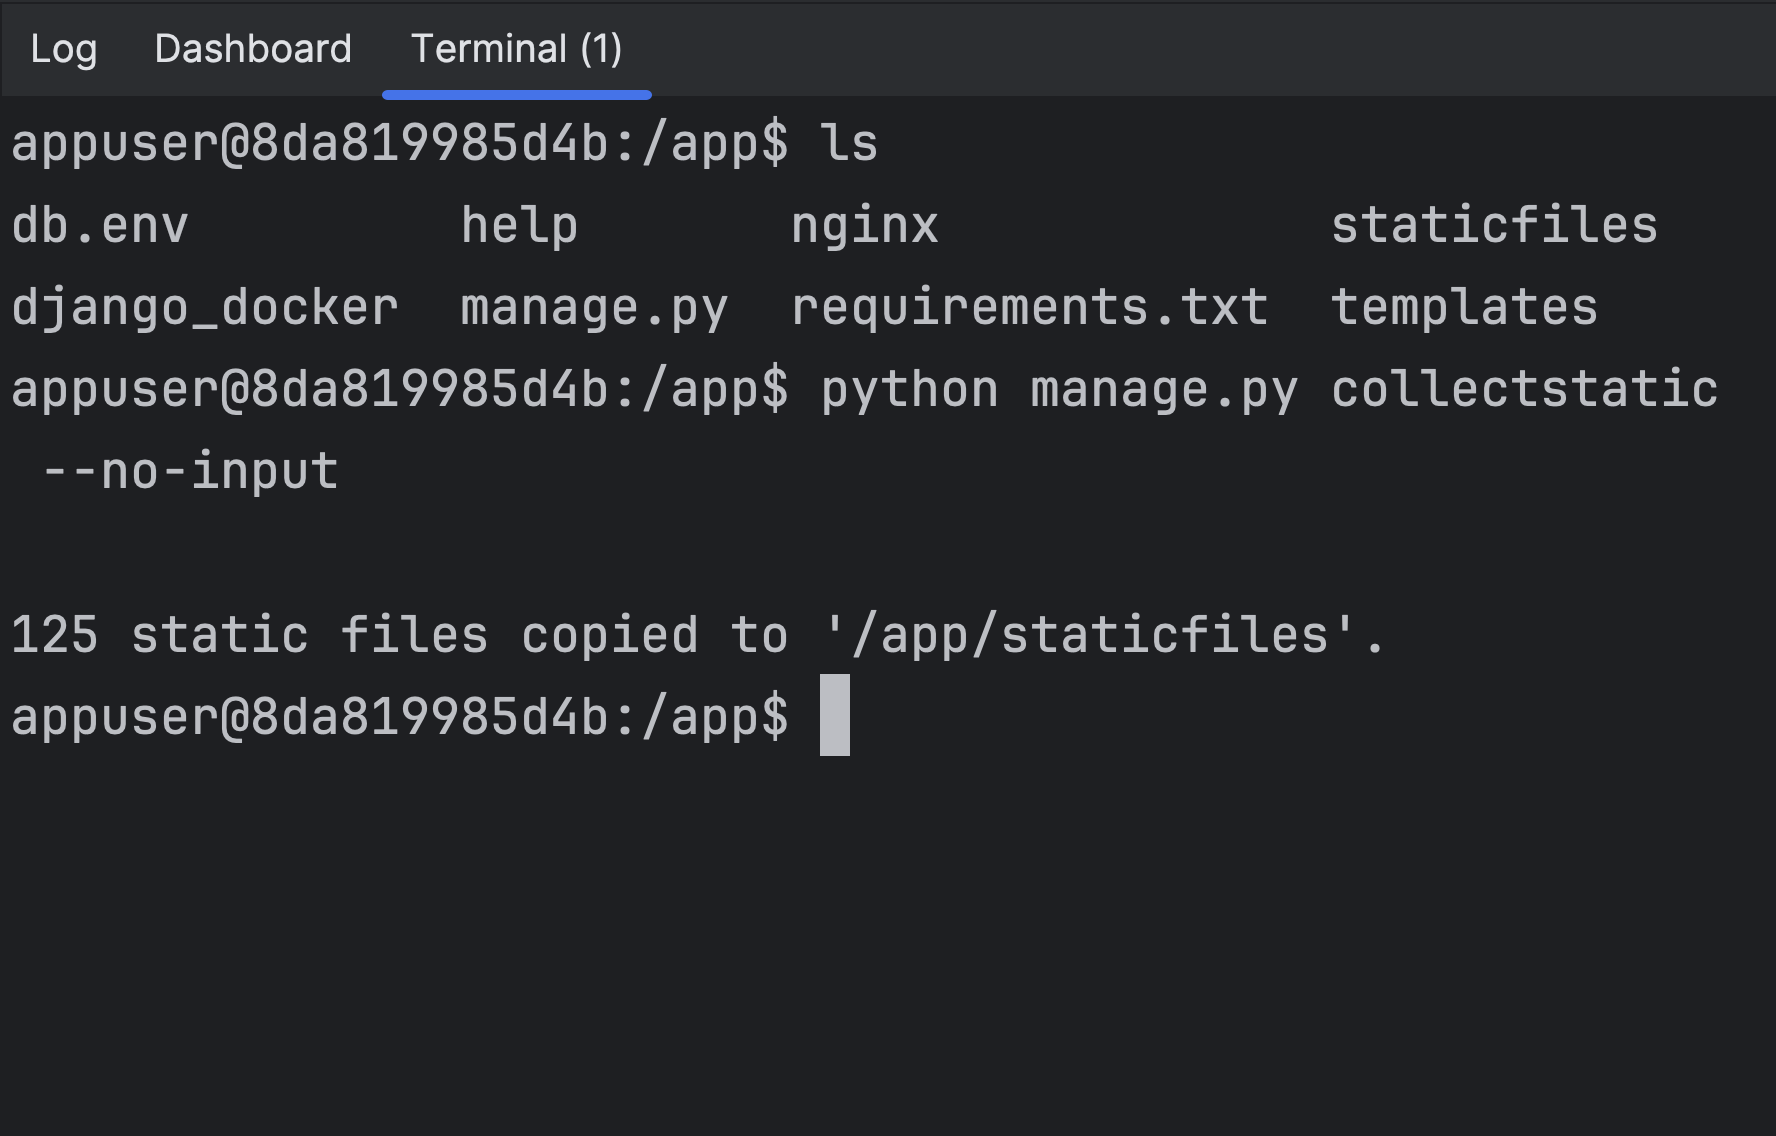 Log Dashboard Terminal (1)
appuser@8da819985d4b:/app$ ls
db.env help nginx staticfiles
django_docker manage.py requirements.txt templates
appuser@8da819985d4b:/app$ python manage.py collectstatic
--no-input
125 static files copied to '/app/staticfiles'.
appuser@8da819985d4b:/app$